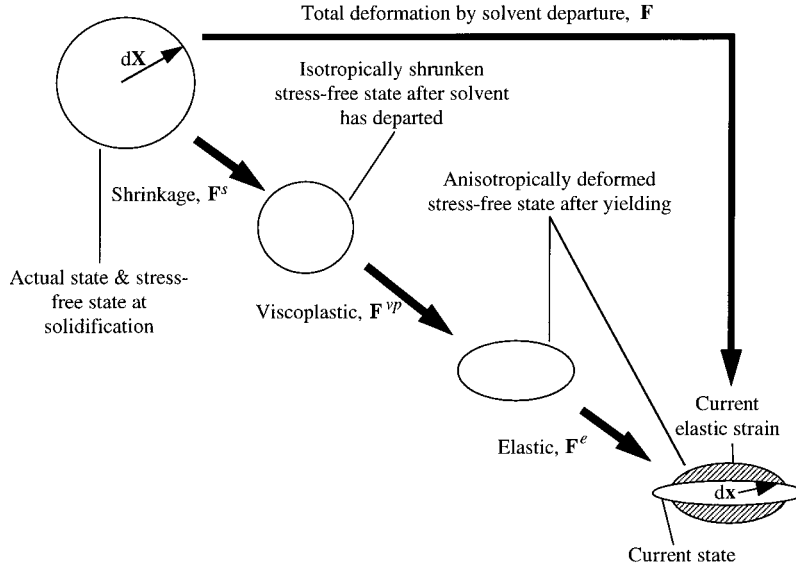 Total deformation by solvent departure, F
dX
Isotropically shrunken
stress-free state after solvent
has departed
Shrinkage, F^s
Anisotropically deformed
stress-free state after yielding
Actual state & stress-
free state at
solidification
Viscoplastic, F^vp
Elastic, F^e
Current
elastic strain
dx
Current state